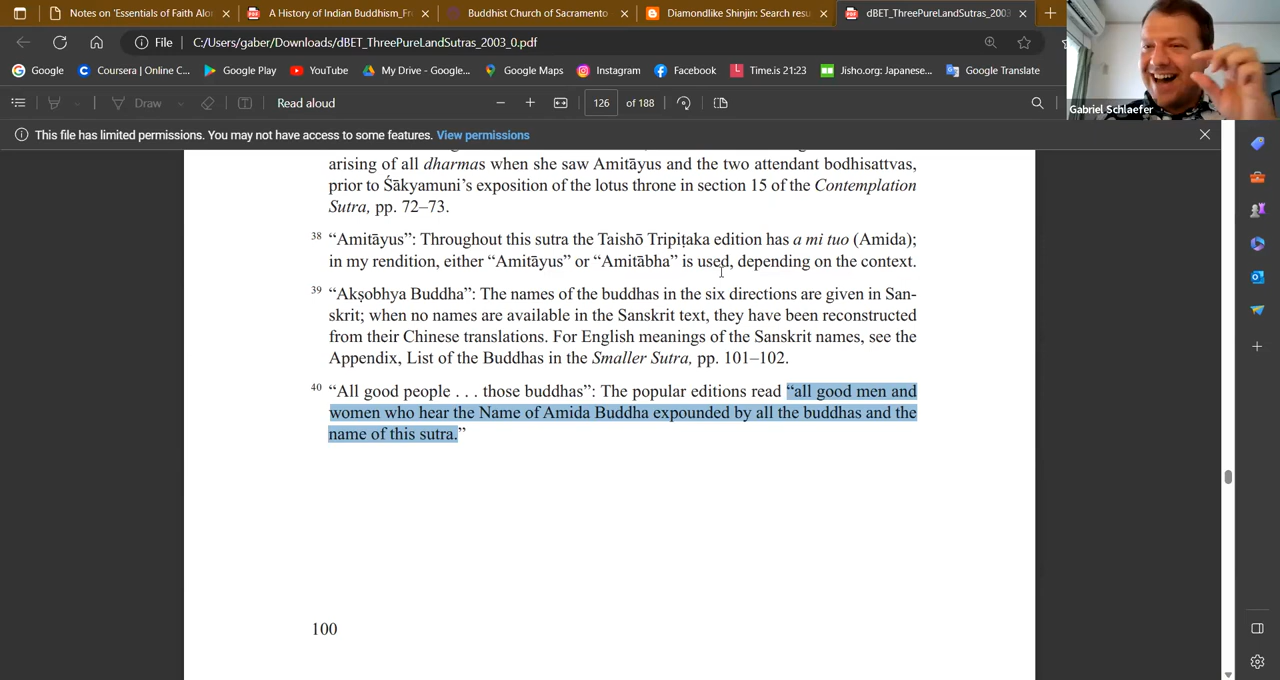 Notes on 'Essentials of Faith Alo
A History of Indian Buddhism_Fr
Buddhist Church of Sacramento
Diamondlike Shinjin: Search resu
dBET_ThreePureLandSutras_2003
File
C:/Users/gaber/Downloads/dBET_ThreePureLandSutras_2003_0.pdf
Google
Coursera | Online C...
Google Play
YouTube
My Drive - Google...
Google Maps
Instagram
Facebook
Time.is 21:23
Jisho.org: Japanese...
Google Translate
Draw
Read aloud
126 of 188
Gabriel Schlaefer
This file has limited permissions. You may not have access to some features. View permissions
arising of all dharmas when she saw Amitāyus and the two attendant bodhisattvas,
prior to Śākyamuni’s exposition of the lotus throne in section 15 of the Contemplation
Sutra, pp. 72–73.
38 “Amitāyus”: Throughout this sutra the Taishō Tripiṭaka edition has a mi tuo (Amida);
in my rendition, either “Amitāyus” or “Amitābha” is used, depending on the context.
39 “Akṣobhya Buddha”: The names of the buddhas in the six directions are given in San-
skrit; when no names are available in the Sanskrit text, they have been reconstructed
from their Chinese translations. For English meanings of the Sanskrit names, see the
Appendix, List of the Buddhas in the Smaller Sutra, pp. 101–102.
40 “All good people . . . those buddhas”: The popular editions read “all good men and
women who hear the Name of Amida Buddha expounded by all the buddhas and the
name of this sutra.”
100